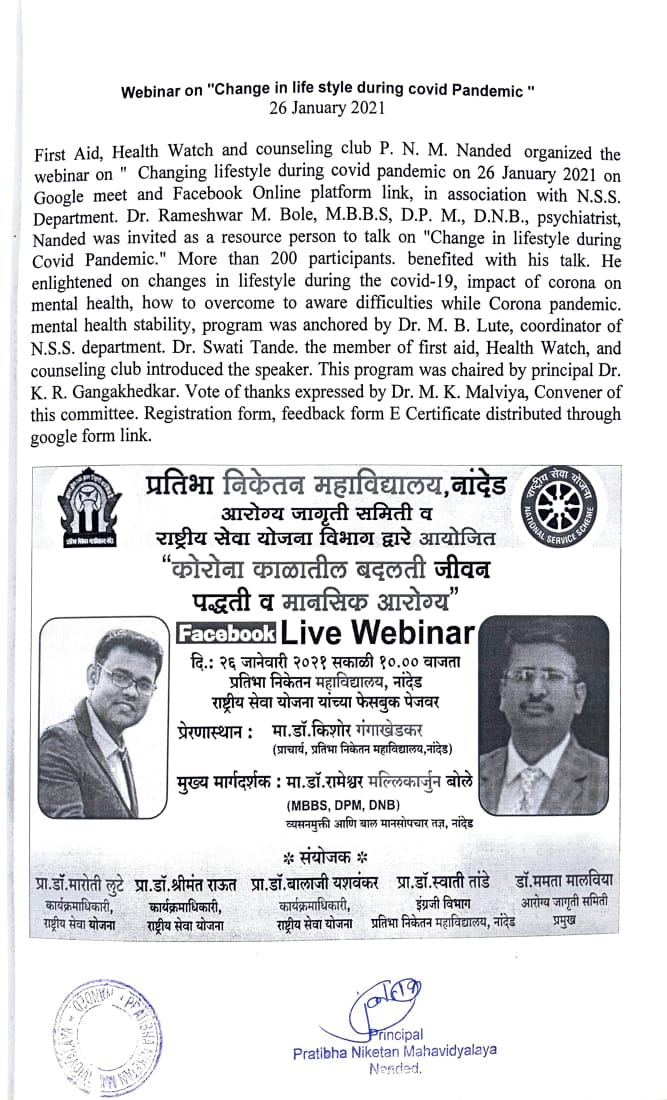 Webinar on "Change in life style during covid Pandemic "
26 January 2021
First Aid, Health Watch and counseling club P. N. M. Nanded organized the
webinar on " Changing lifestyle during covid pandemic on 26 January 2021 on
Google meet and Facebook Online platform link, in association with N.S.S.
Department. Dr. Rameshwar M. Bole, M.B.B.S, D.P. M., D.N.B., psychiatrist,
Nanded was invited as a resource person to talk on "Change in lifestyle during
Covid Pandemic." More than 200 participants. benefited with his talk. He
enlightened on changes in lifestyle during the covid-19, impact of corona on
mental health, how to overcome to aware difficulties while Corona pandemic.
mental health stability, program was anchored by Dr. M. B. Lute, coordinator of
N.S.S. department. Dr. Swati Tande. the member of first aid, Health Watch, and
counseling club introduced the speaker. This program was chaired by principal Dr.
K. R. Gangakhedkar. Vote of thanks expressed by Dr. M. K. Malviya, Convener of
this committee. Registration form, feedback form E Certificate distributed through
google form link.
प्रतिभा निकेतन महाविद्यालय,नांदेड
आरोग्य जागृती समिती व
राष्ट्रीय सेवा योजना विभाग द्वारे आयोजित
राष्ट्रीय सेवा योजना
NATIONAL SERVICE SCHEME
“कोरोना काळातील बदलती जीवन
पद्धती व मानसिक आरोग्य”
Facebook Live Webinar
दि.: २६ जानेवारी २०२१ सकाळी १०.०० वाजता
प्रतिभा निकेतन महाविद्यालय, नांदेड
राष्ट्रीय सेवा योजना यांच्या फेसबुक पेजवर
प्रेरणास्थान : मा.डॉ.किशोर गंगाखेडकर
(प्राचार्य, प्रतिभा निकेतन महाविद्यालय,नांदेड)
मुख्य मार्गदर्शक : मा.डॉ.रामेश्वर मल्लिकार्जुन बोले
(MBBS, DPM, DNB)
व्यसनमुक्ती आणि बाल मानसोपचार तज्ञ, नांदेड
* संयोजक *
प्रा.डॉ.मारोती लुटे प्रा.डॉ.श्रीमंत राऊत प्रा.डॉ.बालाजी यशवंकर प्रा.डॉ.स्वाती तांडे डॉ.ममता मालविया
कार्यक्रमाधिकारी, कार्यक्रमाधिकारी, कार्यक्रमाधिकारी, इंग्रजी विभाग आरोग्य जागृती समिती
राष्ट्रीय सेवा योजना राष्ट्रीय सेवा योजना राष्ट्रीय सेवा योजना प्रतिभा निकेतन महाविद्यालय, नांदेड प्रमुख
Principal
Pratibha Niketan Mahavidyalaya
Nanded.